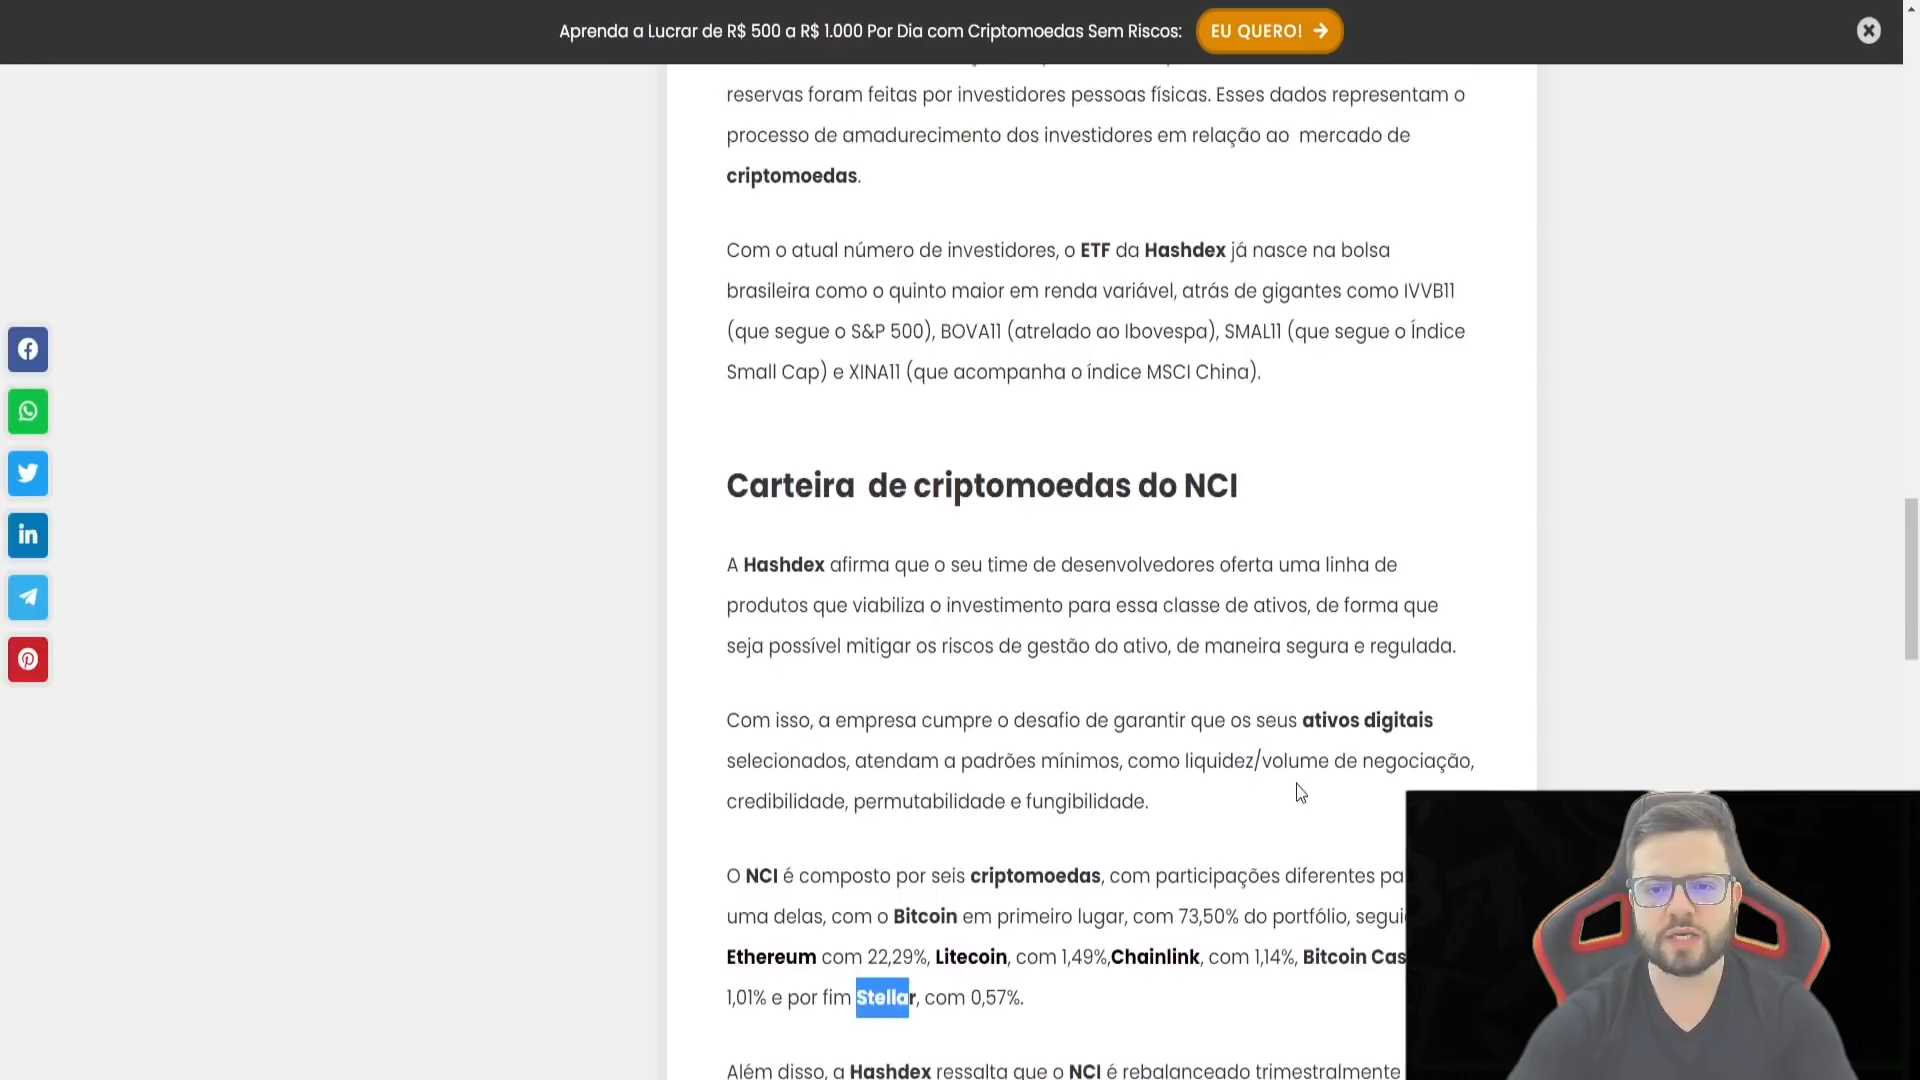 Aprenda a Lucrar de R$ 500 a R$ 1.000 Por Dia com Criptomoedas Sem Riscos: EU QUERO!
reservas foram feitas por investidores pessoas físicas. Esses dados representam o
processo de amadurecimento dos investidores em relação ao mercado de
criptomoedas.
Com o atual número de investidores, o ETF da Hashdex já nasce na bolsa
brasileira como o quinto maior em renda variável, atrás de gigantes como IVVB11
(que segue o S&P 500), BOVA11 (atrelado ao Ibovespa), SMAL11 (que segue o Índice
Small Cap) e XINA11 (que acompanha o índice MSCI China).
Carteira de criptomoedas do NCI
A Hashdex afirma que o seu time de desenvolvedores oferta uma linha de
produtos que viabiliza o investimento para essa classe de ativos, de forma que
seja possível mitigar os riscos de gestão do ativo, de maneira segura e regulada.
Com isso, a empresa cumpre o desafio de garantir que os seus ativos digitais
selecionados, atendam a padrões mínimos, como liquidez/volume de negociação,
credibilidade, permutabilidade e fungibilidade.
O NCI é composto por seis criptomoedas, com participações diferentes pa
uma delas, com o Bitcoin em primeiro lugar, com 73,50% do portfólio, segui
Ethereum com 22,29%, Litecoin, com 1,49%,Chainlink, com 1,14%, Bitcoin Cas
1,01% e por fim Stellar, com 0,57%.
Além disso, a Hashdex ressalta que o NCI é rebalanceado trimestralmente